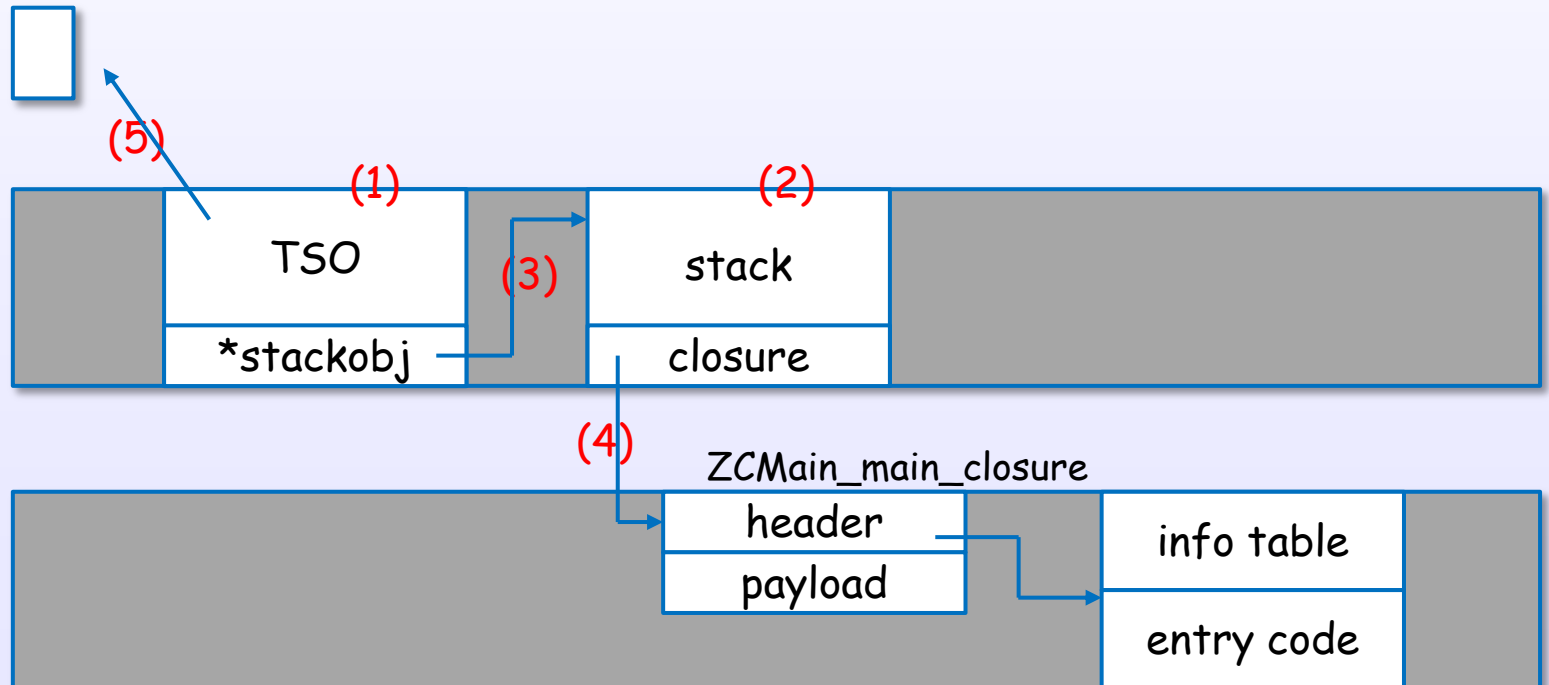 (5)
(1)
(2)
TSO
(3)
stack
*stackobj
closure
(4)
ZCMain_main_closure
header
info table
payload
entry code